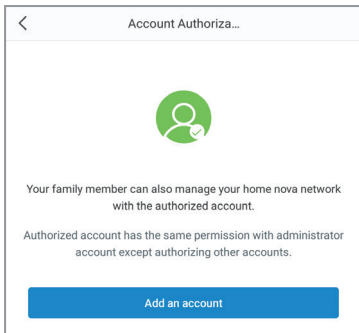 Account Authoriza...
Your family member can also manage your home nova network
with the authorized account.
Authorized account has the same permission with administrator
account except authorizing other accounts.
Add an account